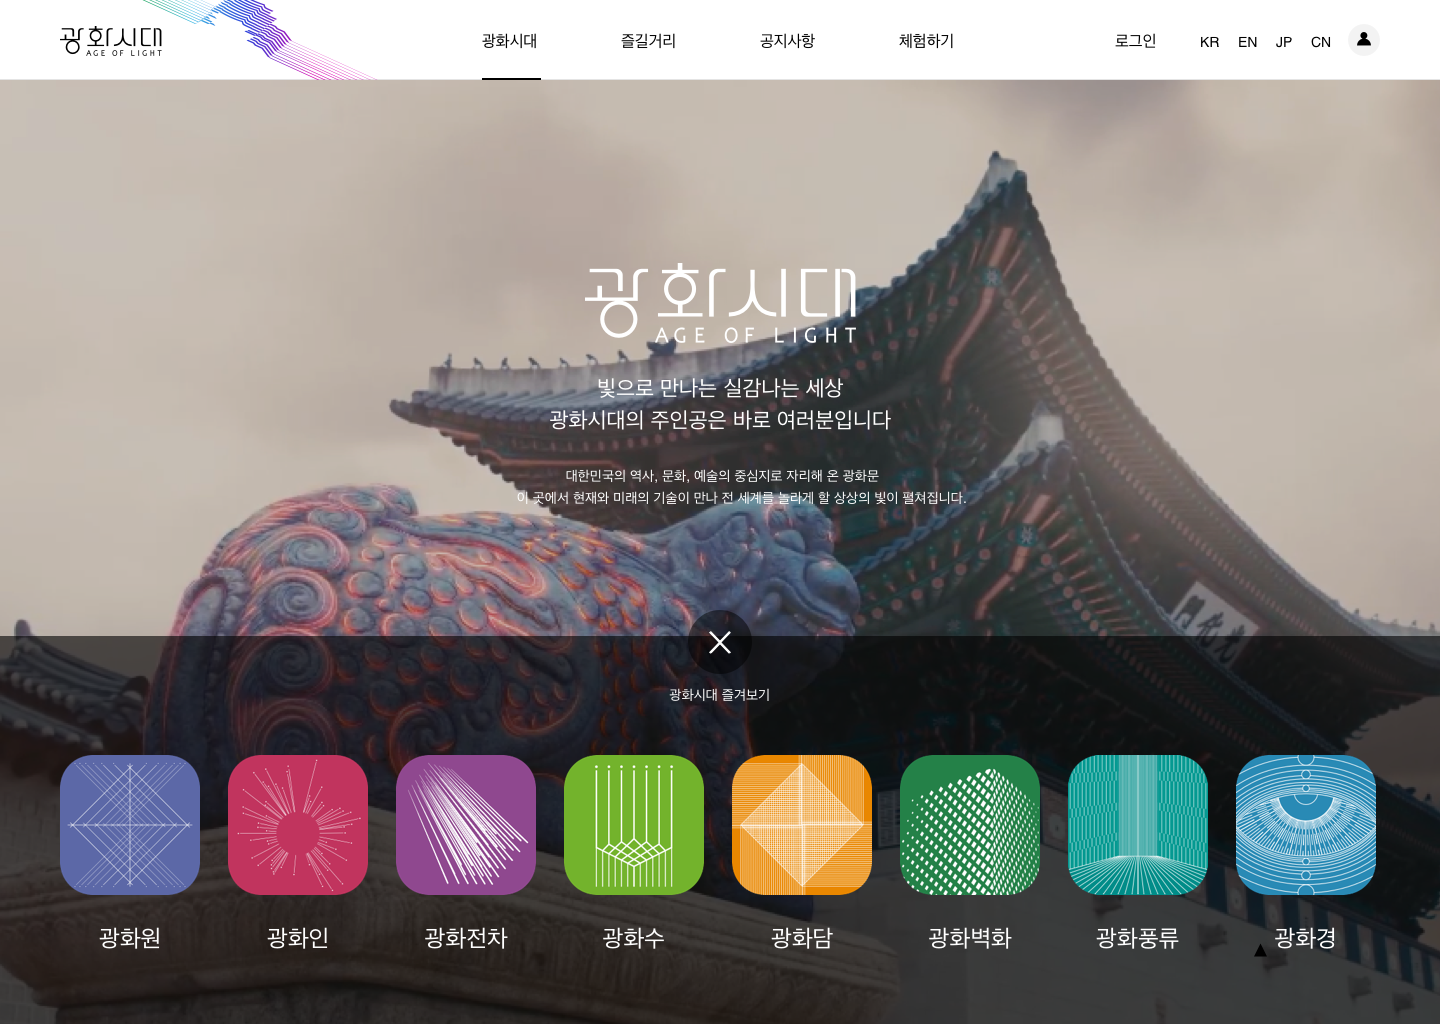 광화시대
AGE OF LIGHT
광화시대
즐길거리
공지사항
체험하기
로그인
KR
EN
JP
CN
광화시대
AGE OF LIGHT
빛으로 만나는 실감나는 세상
광화시대의 주인공은 바로 여러분입니다
대한민국의 역사, 문화, 예술의 중심지로 자리해 온 광화문
이 곳에서 현재와 미래의 기술이 만나 전 세계를 놀라게 할 상상의 빛이 펼쳐집니다.
門化光
광화시대 즐겨보기
광화원
광화인
광화전차
광화수
광화담
광화벽화
광화풍류
광화경